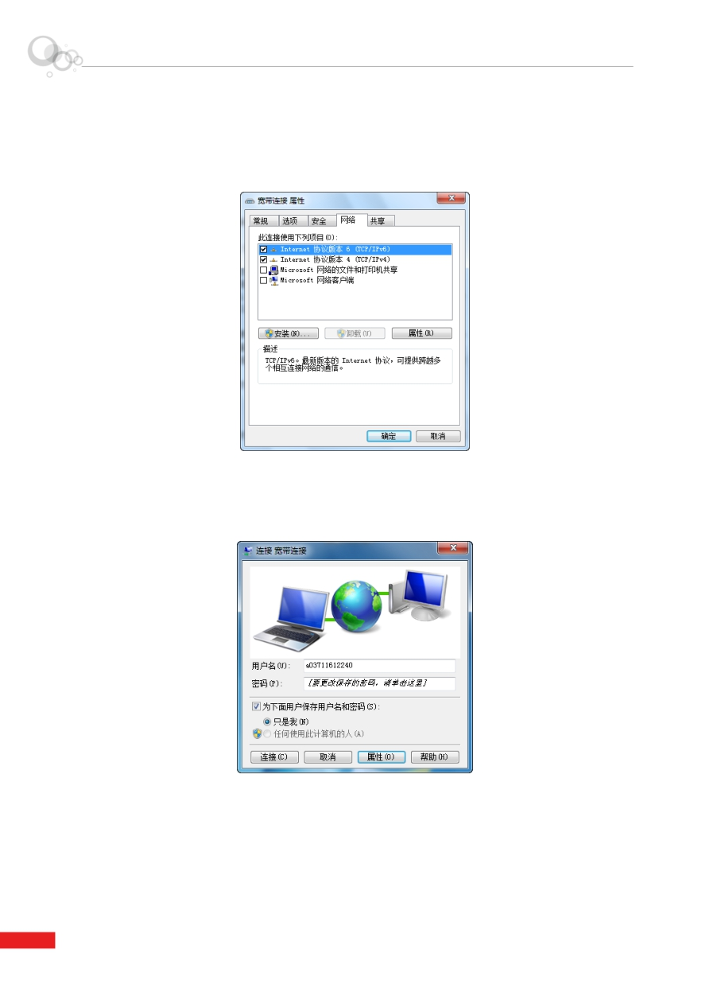 宽带连接 属性
常规 选项 安全 网络 共享
此连接使用下列项目(O):
Internet 协议版本 6 (TCP/IPv6)
Internet 协议版本 4 (TCP/IPv4)
Microsoft 网络的文件和打印机共享
Microsoft 网络客户端
安装(N)... 卸载(U) 属性(R)
描述
TCP/IPv6。最新版本的 Internet 协议，可提供跨越多
个相互连接网络的通信。
确定 取消
连接 宽带连接
用户名(U): a03711612240
密码(P): [要更改保存的密码，请单击这里]
为下面用户保存用户名和密码(S):
只是我(N)
任何使用此计算机的人(A)
连接(C) 取消 属性(O) 帮助(H)